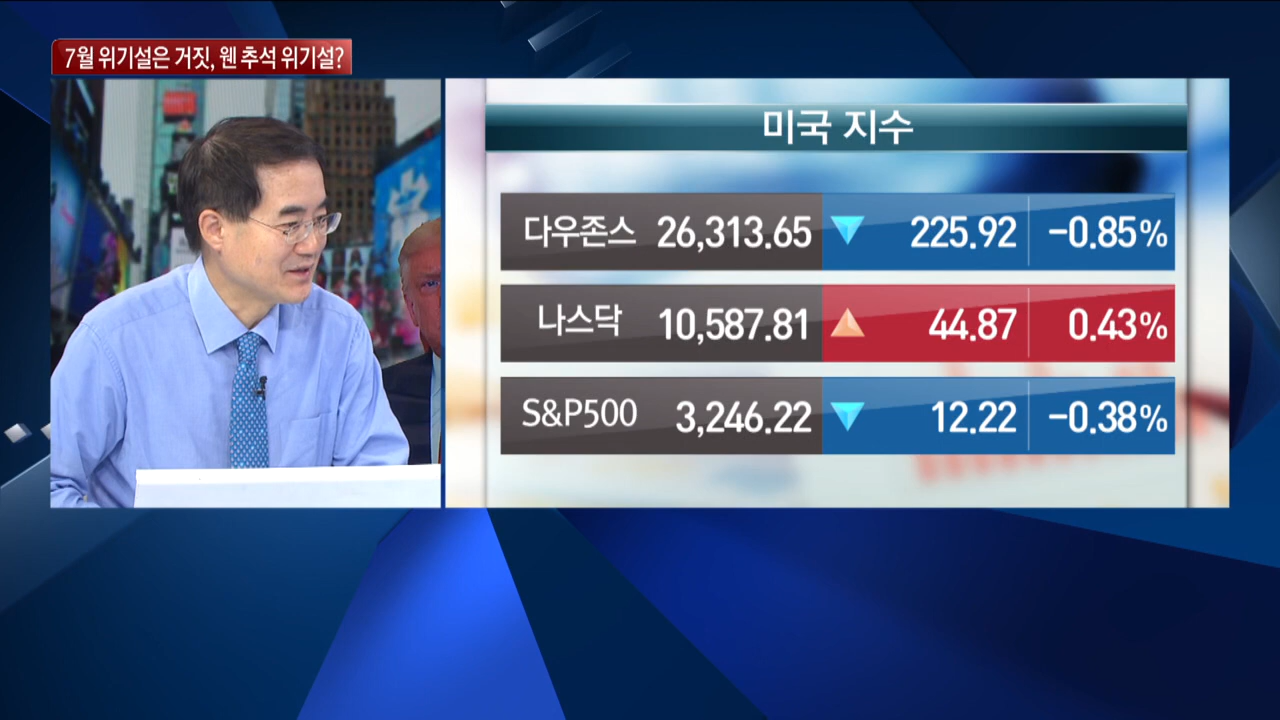 7월 위기설은 거짓, 웬 추석 위기설?
미국 지수
다우존스 26,313.65 ▼ 225.92 -0.85%
나스닥 10,587.81 ▲ 44.87 0.43%
S&P500 3,246.22 ▼ 12.22 -0.38%